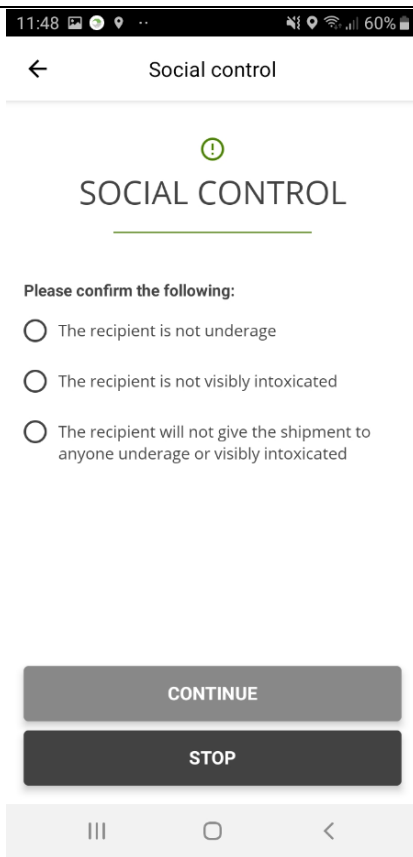 11:48 60%
Social control
SOCIAL CONTROL
Please confirm the following:
The recipient is not underage
The recipient is not visibly intoxicated
The recipient will not give the shipment to
anyone underage or visibly intoxicated
CONTINUE
STOP